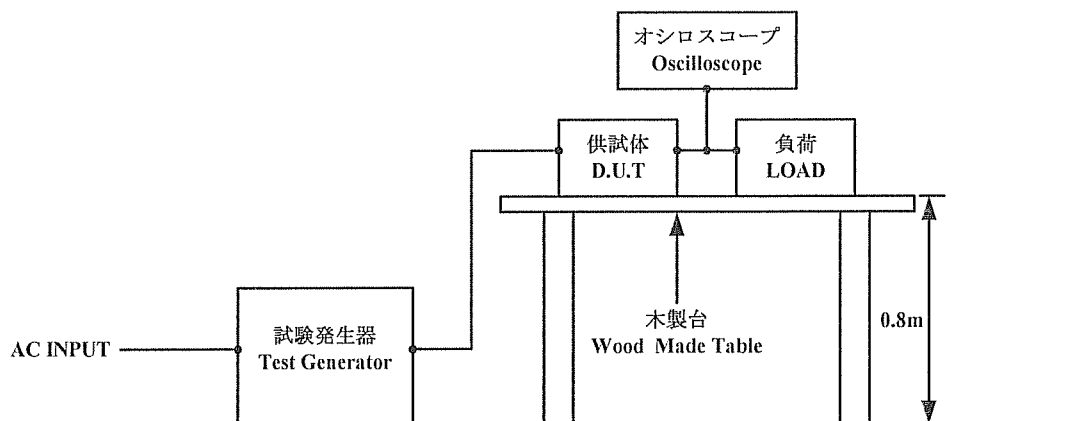 オシロスコープ
Oscilloscope
供試体
D.U.T
負荷
LOAD
試験発生器
Test Generator
AC INPUT
木製台
Wood Made Table
0.8m